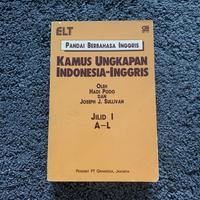 ELT
GM
PANDAI BERBAHASA INGGRIS
KAMUS UNGKAPAN
INDONESIA-INGGRIS
OLEH
HADI PODO
DAN
JOSEPH J. SULLIVAN
JILID I
A–L
PENERBIT PT GRAMEDIA, JAKARTA